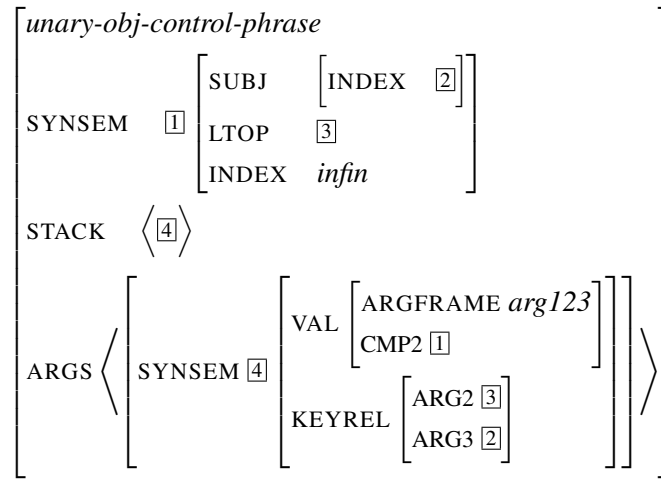 unary-obj-control-phrase
SUBJ [INDEX 2]
SYNSEM 1 LTOP 3
INDEX infin
STACK ⟨4⟩
ARGFRAME arg123
VAL
CMP2 1
ARGS ⟨ SYNSEM 4
ARG2 3
KEYREL
ARG3 2